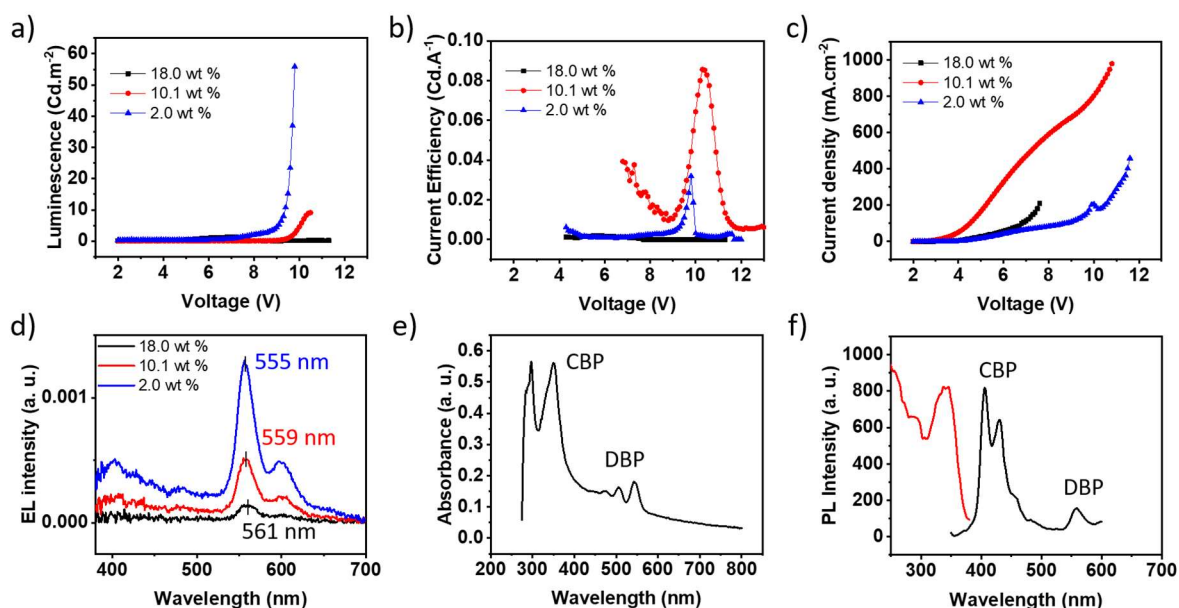 a)
Luminescence (Cd.m-2)
60
50
40
30
20
10
0
18.0 wt %
10.1 wt %
2.0 wt %
2 4 6 8 10 12
Voltage (V)
b)
Current Efficiency (Cd.A-1)
0.10
0.08
0.06
0.04
0.02
0.00
18.0 wt %
10.1 wt %
2.0 wt %
2 4 6 8 10 12
Voltage (V)
c)
Current density (mA.cm-2)
1000
800
600
400
200
0
18.0 wt %
10.1 wt %
2.0 wt %
2 4 6 8 10 12
Voltage (V)
d)
EL intensity (a. u.)
0.001
0.000
18.0 wt %
10.1 wt %
2.0 wt %
555 nm
559 nm
561 nm
400 500 600 700
Wavelength (nm)
e)
Absorbance (a.u.)
0.6
0.5
0.4
0.3
0.2
0.1
0.0
CBP
DBP
200 300 400 500 600 700 800
Wavelength (nm)
f)
PL Intensity (a. u.)
1000
800
600
400
200
0
CBP
DBP
300 400 500 600 700
Wavelength (nm)